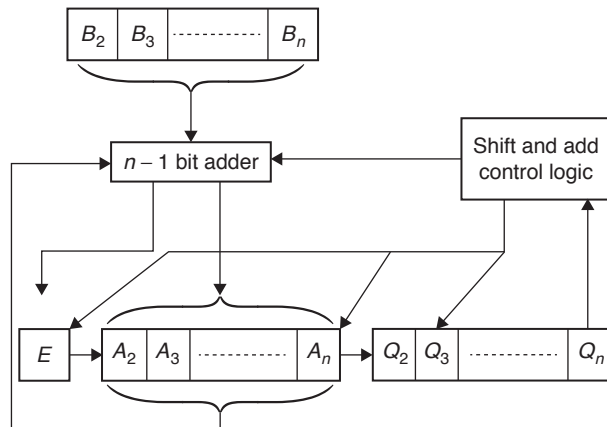 B2 B3 Bn
n – 1 bit adder
Shift and add
control logic
E A2 A3 An Q2 Q3 Qn